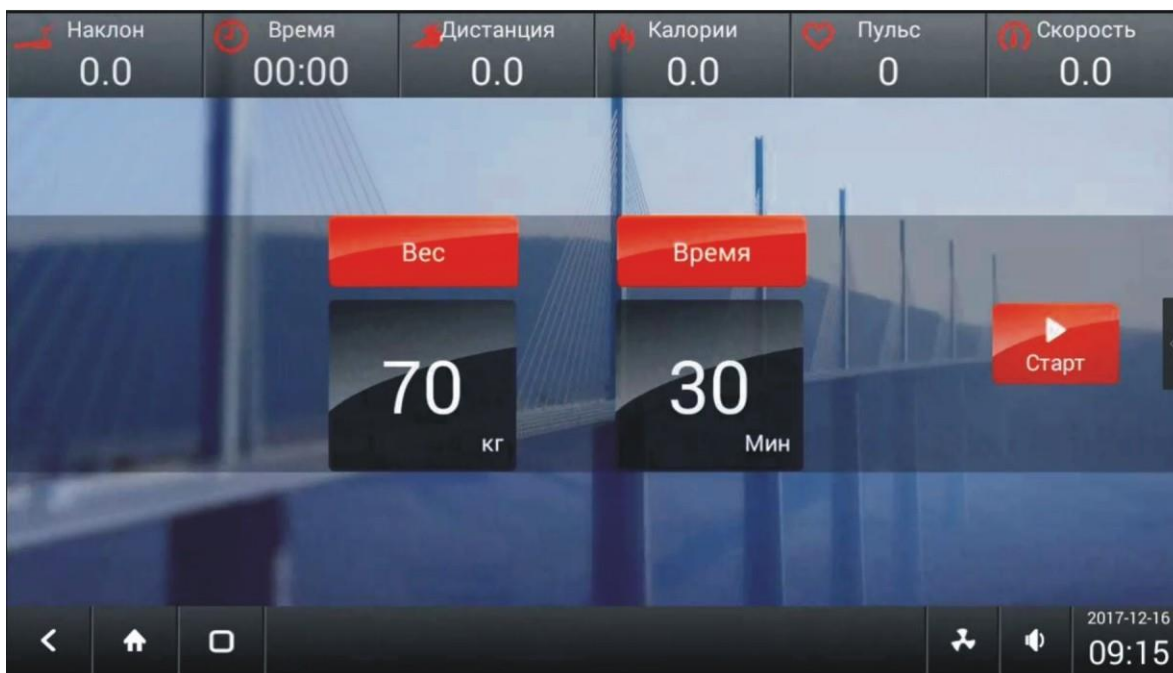 Наклон Время Дистанция Калории Пульс Скорость
0.0 00:00 0.0 0.0 0 0.0
Вес Время
70 30
Старт
кг Мин
2017-12-16
09:15